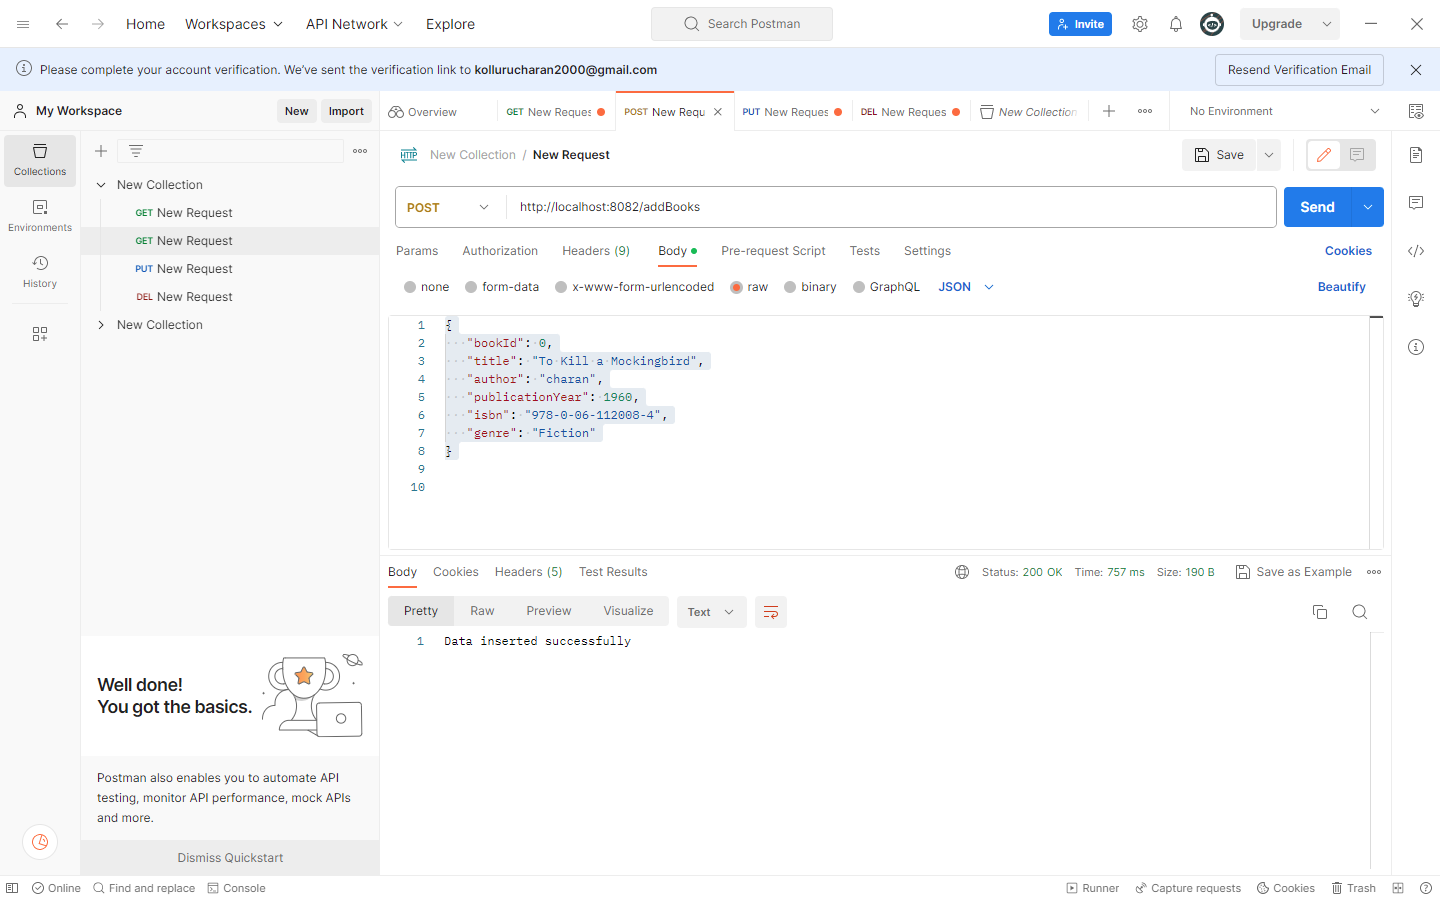 Home Workspaces API Network Explore Search Postman Invite Upgrade
Please complete your account verification. We've sent the verification link to kollurucharan2000@gmail.com Resend Verification Email
My Workspace New Import
Overview GET New Reques POST New Requ PUT New Reques DEL New Reques New Collection No Environment
Collections
Environments
History
New Collection
GET New Request
GET New Request
PUT New Request
DEL New Request
New Collection
HTTP New Collection / New Request Save
POST http://localhost:8082/addBooks Send
Params Authorization Headers (9) Body Pre-request Script Tests Settings Cookies
none form-data x-www-form-urlencoded raw binary GraphQL JSON Beautify
1 {
2 "bookId": 0,
3 "title": "To Kill a Mockingbird",
4 "author": "charan",
5 "publicationYear": 1960,
6 "isbn": "978-0-06-112008-4",
7 "genre": "Fiction"
8 }
9
10
Body Cookies Headers (5) Test Results Status: 200 OK Time: 757 ms Size: 190 B Save as Example
Pretty Raw Preview Visualize Text
1 Data inserted successfully
Well done!
You got the basics.
Postman also enables you to automate API
testing, monitor API performance, mock APIs
and more.
Dismiss Quickstart
Online Find and replace Console Runner Capture requests Cookies Trash